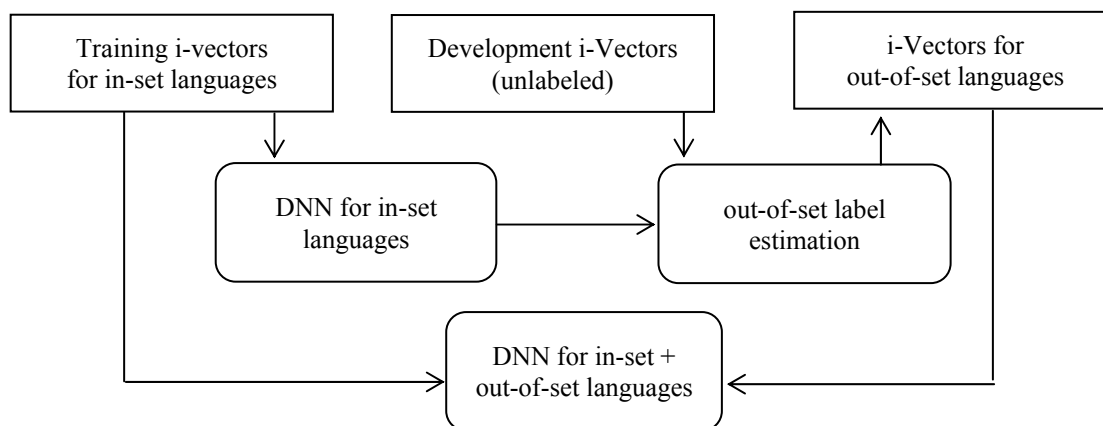 Training i-vectors
for in-set languages
Development i-Vectors
(unlabeled)
i-Vectors for
out-of-set languages
DNN for in-set
languages
out-of-set label
estimation
DNN for in-set +
out-of-set languages